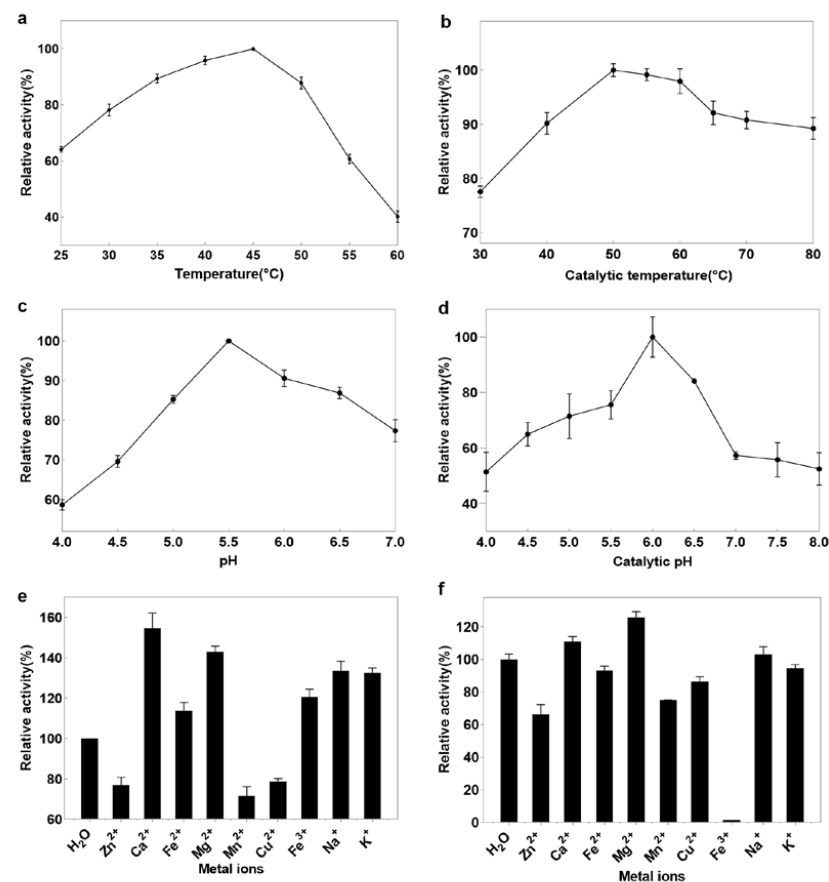 a
Relative activity(%)
100
80
60
40
25 30 35 40 45 50 55 60
Temperature(°C)
b
Relative activity(%)
100
90
80
70
30 40 50 60 70 80
Catalytic temperature(°C)
c
Relative activity(%)
100
90
80
70
60
4.0 4.5 5.0 5.5 6.0 6.5 7.0
pH
d
Relative activity(%)
100
80
60
40
4.0 4.5 5.0 5.5 6.0 6.5 7.0 7.5 8.0
Catalytic pH
e
Relative activity(%)
160
140
120
100
80
60
H₂O Zn²⁺ Ca²⁺ Fe²⁺ Mg²⁺ Mn²⁺ Cu²⁺ Fe³⁺ Na⁺ K⁺
Metal ions
f
Relative activity(%)
120
100
80
60
40
20
0
H₂O Zn²⁺ Ca²⁺ Fe²⁺ Mg²⁺ Mn²⁺ Cu²⁺ Fe³⁺ Na⁺ K⁺
Metal ions